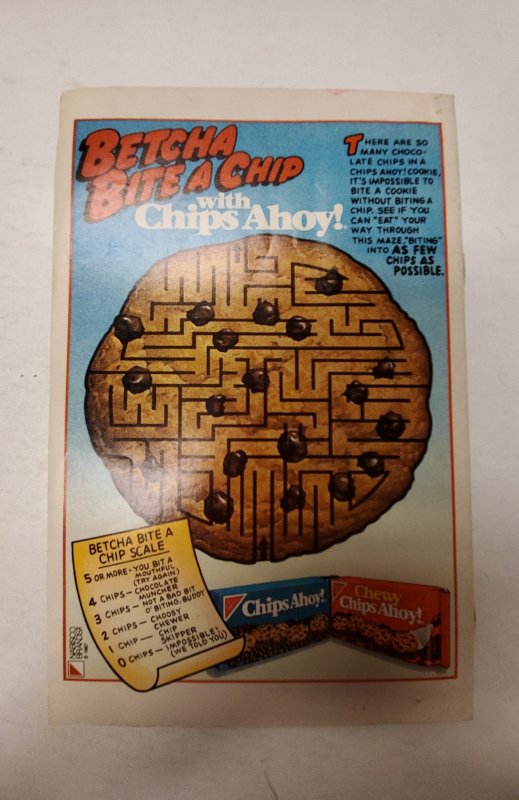 BETCHA
BITE A CHIP
with
Chips Ahoy!®
THERE ARE SO
MANY CHOCO-
LATE CHIPS IN A
CHIPS AHOY! COOKIE,
IT'S IMPOSSIBLE TO
BITE A COOKIE
WITHOUT BITING A
CHIP. SEE IF YOU
CAN "EAT" YOUR
WAY THROUGH
THIS MAZE, "BITING"
INTO AS FEW
CHIPS AS
POSSIBLE.
BETCHA BITE A
CHIP SCALE
5 OR MORE - YOU BIT A
MOUTHFUL
(TRY AGAIN)
4 CHIPS - CHOCOLATE
MUNCHER
3 CHIPS - NOT A BAD BIT
O' BITING, BUDDY
2 CHIPS - CHOOSY
CHEWER
1 CHIP - CHIP
SKIPPER
0 CHIPS - IMPOSSIBLE!
(WE TOLD YOU)
Chips Ahoy!
Chewy
Chips Ahoy!
NABISCO
BRANDS